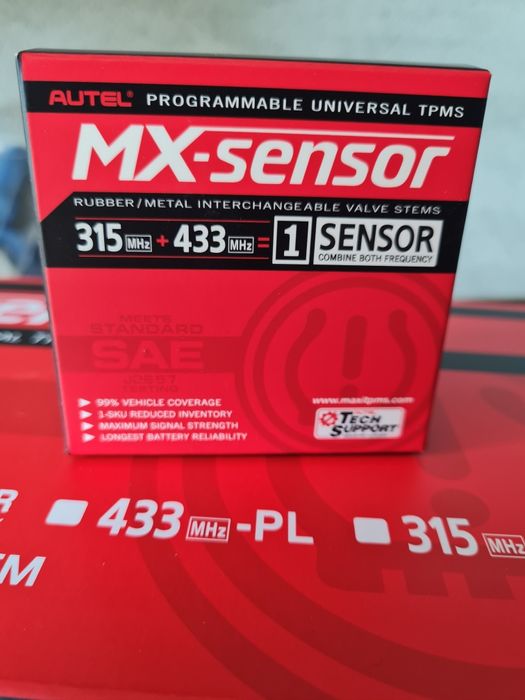 AUTEL® PROGRAMMABLE UNIVERSAL TPMS
MX-sensor
RUBBER/METAL INTERCHANGEABLE VALVE STEMS
315 MHz + 433 MHz = 1 SENSOR
COMBINE BOTH FREQUENCY
MEETS
STANDARD
SAE
J2657
TESTING
99% VEHICLE COVERAGE
1-SKU REDUCED INVENTORY
MAXIMUM SIGNAL STRENGTH
LONGEST BATTERY RELIABILITY
www.maxitpms.com
TECH
SUPPORT
433 MHz -PL 315 MHz